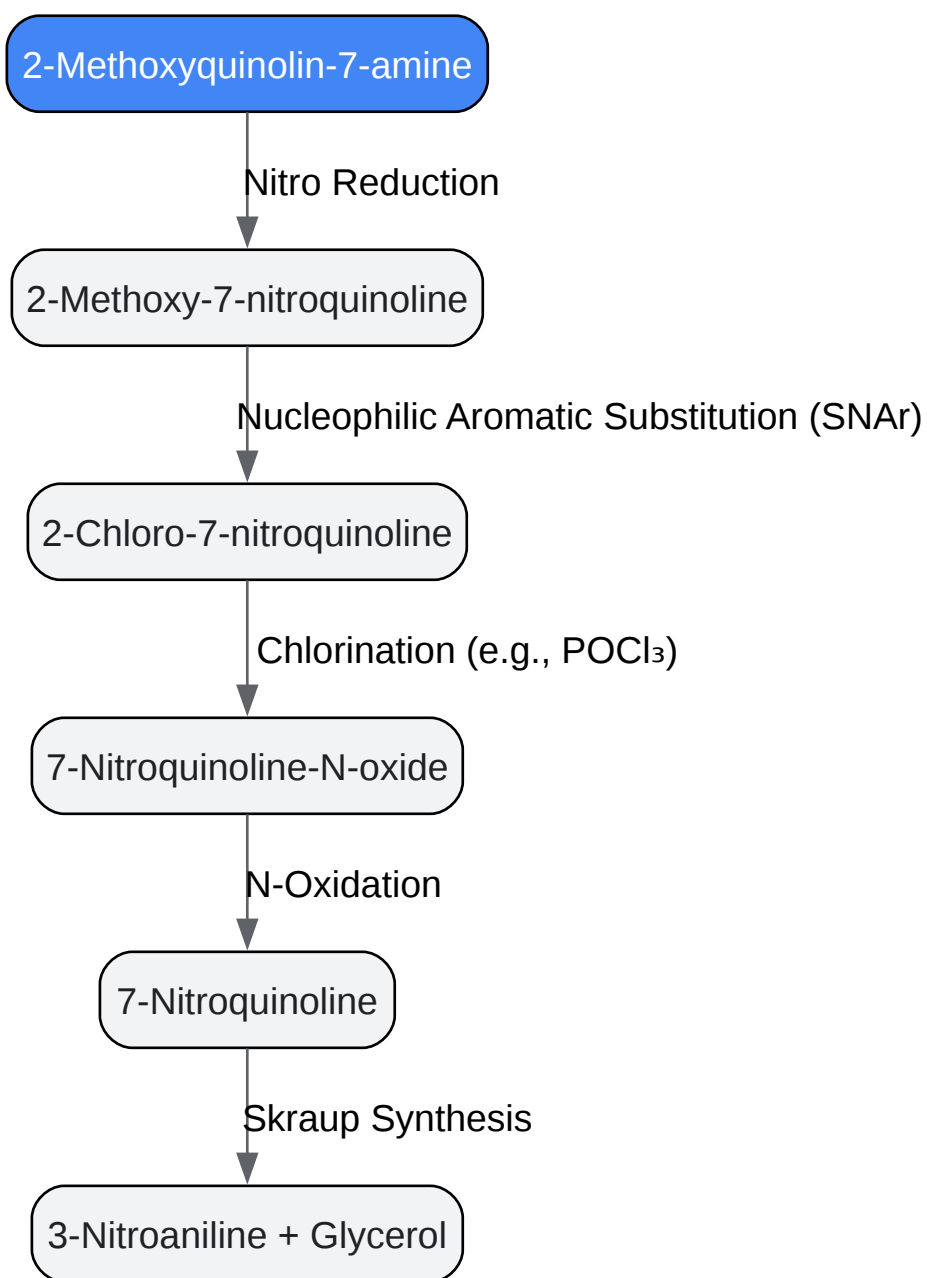 2-Methoxyquinolin-7-amine
Nitro Reduction
2-Methoxy-7-nitroquinoline
Nucleophilic Aromatic Substitution (SNAr)
2-Chloro-7-nitroquinoline
Chlorination (e.g., POCl₃)
7-Nitroquinoline-N-oxide
N-Oxidation
7-Nitroquinoline
Skraup Synthesis
3-Nitroaniline + Glycerol